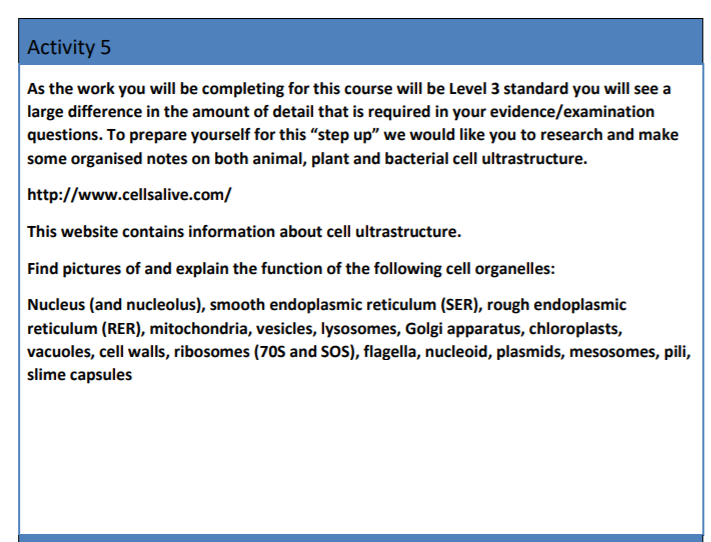 Activity 5
As the work you will be completing for this course will be Level 3 standard you will see a
large difference in the amount of detail that is required in your evidence/examination
questions. To prepare yourself for this “step up” we would like you to research and make
some organised notes on both animal, plant and bacterial cell ultrastructure.
http://www.cellsalive.com/
This website contains information about cell ultrastructure.
Find pictures of and explain the function of the following cell organelles:
Nucleus (and nucleolus), smooth endoplasmic reticulum (SER), rough endoplasmic
reticulum (RER), mitochondria, vesicles, lysosomes, Golgi apparatus, chloroplasts,
vacuoles, cell walls, ribosomes (70S and SOS), flagella, nucleoid, plasmids, mesosomes, pili,
slime capsules